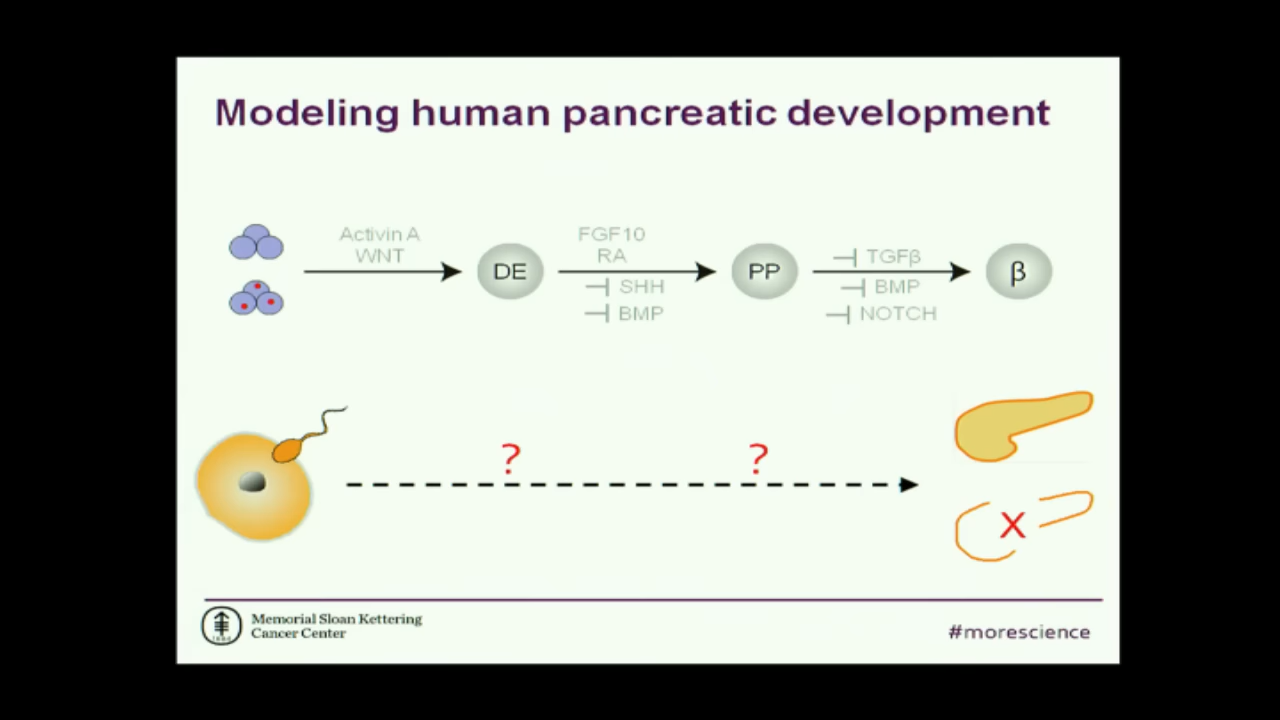 Modeling human pancreatic development
Activin A
WNT
DE
FGF10
RA
SHH
BMP
PP
TGFβ
BMP
NOTCH
β
?
?
X
Memorial Sloan Kettering
Cancer Center
#morescience